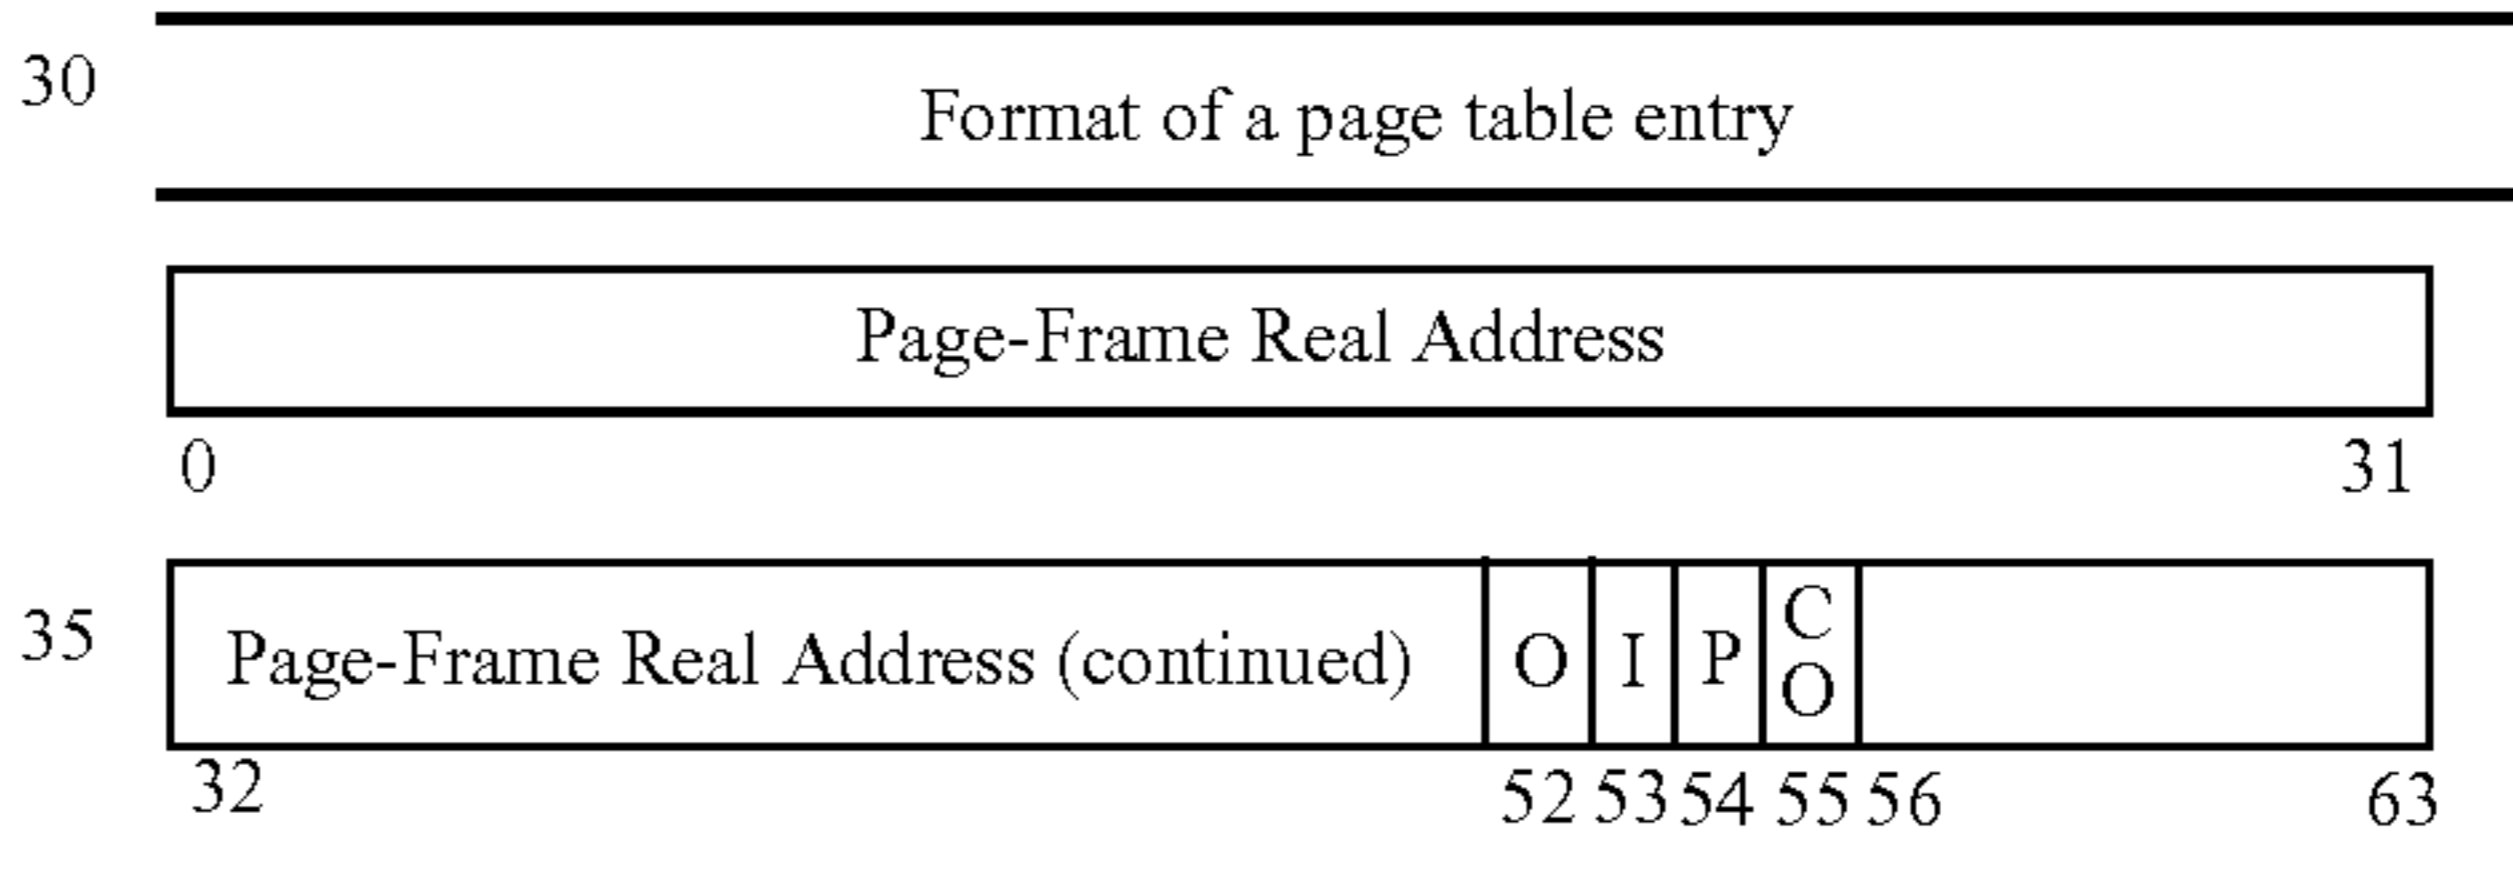 30
Format of a page table entry
Page-Frame Real Address
0 31
35 Page-Frame Real Address (continued) O I P C O
32 52 53 54 55 56 63